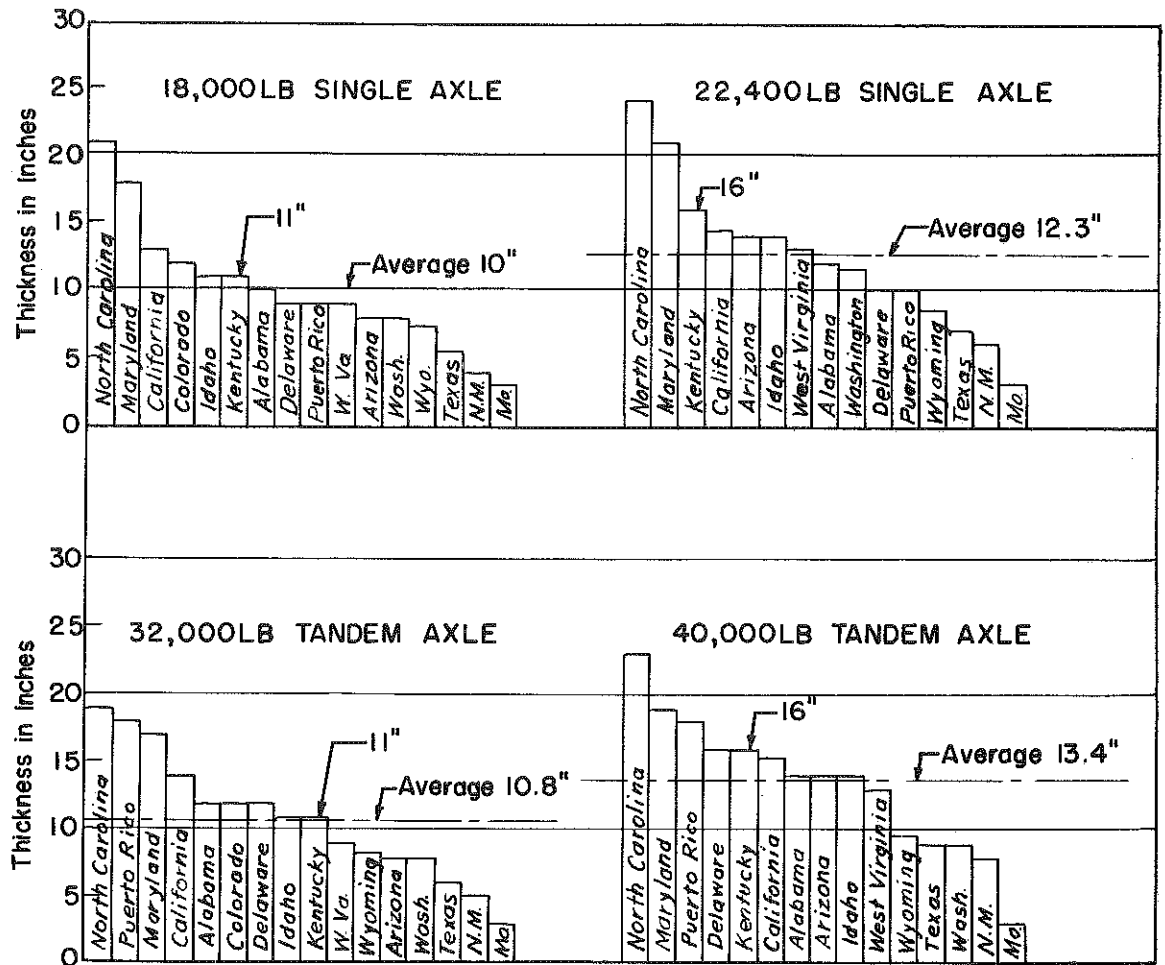 Thickness in Inches
30
25
20
15
10
5
0
18,000LB SINGLE AXLE
11"
Average 10"
North Carolina
Maryland
California
Colorado
Idaho
Kentucky
Alabama
Delaware
Puerto Rico
W. Va.
Arizona
Wash.
Wyo.
Texas
N.M.
Mo.
22,400LB SINGLE AXLE
16"
Average 12.3"
North Carolina
Maryland
Kentucky
California
Arizona
Idaho
West Virginia
Alabama
Washington
Delaware
Puerto Rico
Wyoming
Texas
N.M.
Mo.
Thickness in Inches
30
25
20
15
10
5
0
32,000LB TANDEM AXLE
11"
Average 10.8"
North Carolina
Puerto Rico
Maryland
California
Alabama
Colorado
Delaware
Idaho
Kentucky
W. Va.
Wyoming
Arizona
Wash.
Texas
N.M.
Mo.
40,000LB TANDEM AXLE
16"
Average 13.4"
North Carolina
Maryland
Puerto Rico
Delaware
Kentucky
California
Alabama
Arizona
Idaho
West Virginia
Wyoming
Texas
Wash.
N.M.
Mo.